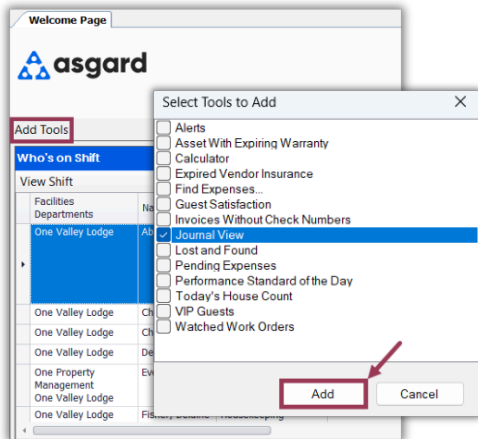 Welcome Page
asgard
Add Tools
Who's on Shift
View Shift
Facilities
Departments
One Valley Lodge
One Valley Lodge
One Valley Lodge
One Valley Lodge
One Property
Management
One Valley Lodge
One Valley Lodge
Select Tools to Add
Alerts
Asset With Expiring Warranty
Calculator
Expired Vendor Insurance
Find Expenses...
Guest Satisfaction
Invoices Without Check Numbers
Journal View
Lost and Found
Pending Expenses
Performance Standard of the Day
Today's House Count
VIP Guests
Watched Work Orders
Add
Cancel